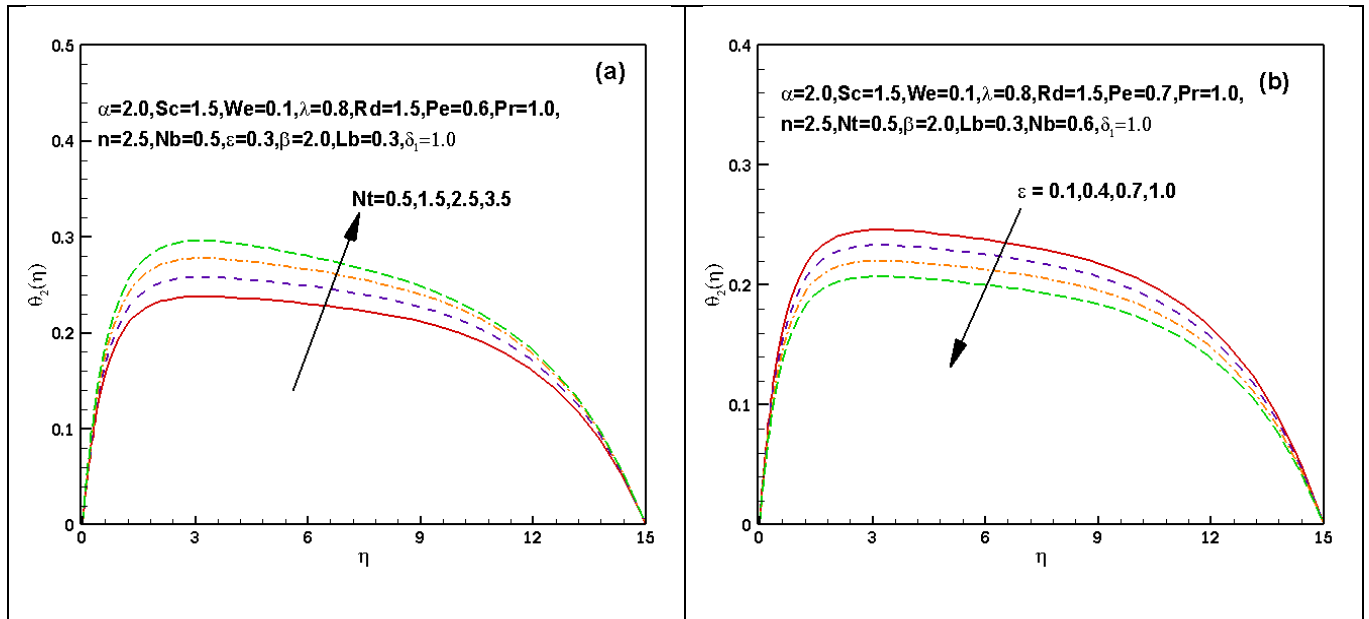 0.5
(a)
α=2.0,Sc=1.5,We=0.1,λ=0.8,Rd=1.5,Pe=0.6,Pr=1.0,
n=2.5,Nb=0.5,ε=0.3,β=2.0,Lb=0.3,δ₁=1.0
0.4
Nt=0.5,1.5,2.5,3.5
0.3
θ₂(η)
0.2
0.1
0
0 3 6 9 12 15
η
0.4
(b)
α=2.0,Sc=1.5,We=0.1,λ=0.8,Rd=1.5,Pe=0.7,Pr=1.0,
n=2.5,Nt=0.5,β=2.0,Lb=0.3,Nb=0.6,δ₁=1.0
0.3
ε = 0.1,0.4,0.7,1.0
θ₂(η)
0.2
0.1
0
0 3 6 9 12 15
η